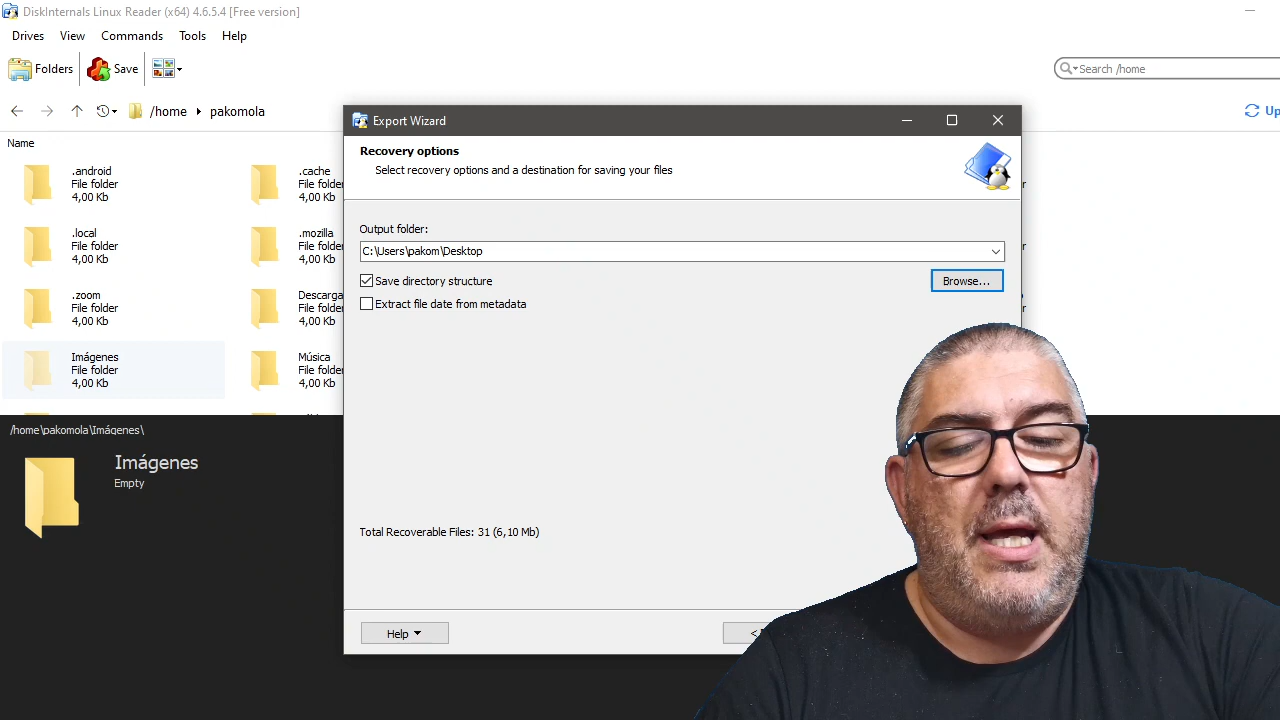 DiskInternals Linux Reader (x64) 4.6.5.4 [Free version]
Drives View Commands Tools Help
Folders Save
Search /home
/home pakomola
Name
.android
File folder
4,00 Kb
.cache
File folder
4,00 Kb
.local
File folder
4,00 Kb
.mozilla
File folder
4,00 Kb
.zoom
File folder
4,00 Kb
Descarga
File folder
4,00 Kb
Imágenes
File folder
4,00 Kb
Música
File folder
4,00 Kb
/home\pakomola\Imágenes\
Imágenes
Empty
Export Wizard
Recovery options
Select recovery options and a destination for saving your files
Output folder:
C:\Users\pakom\Desktop
Save directory structure
Browse...
Extract file date from metadata
Total Recoverable Files: 31 (6,10 Mb)
Help